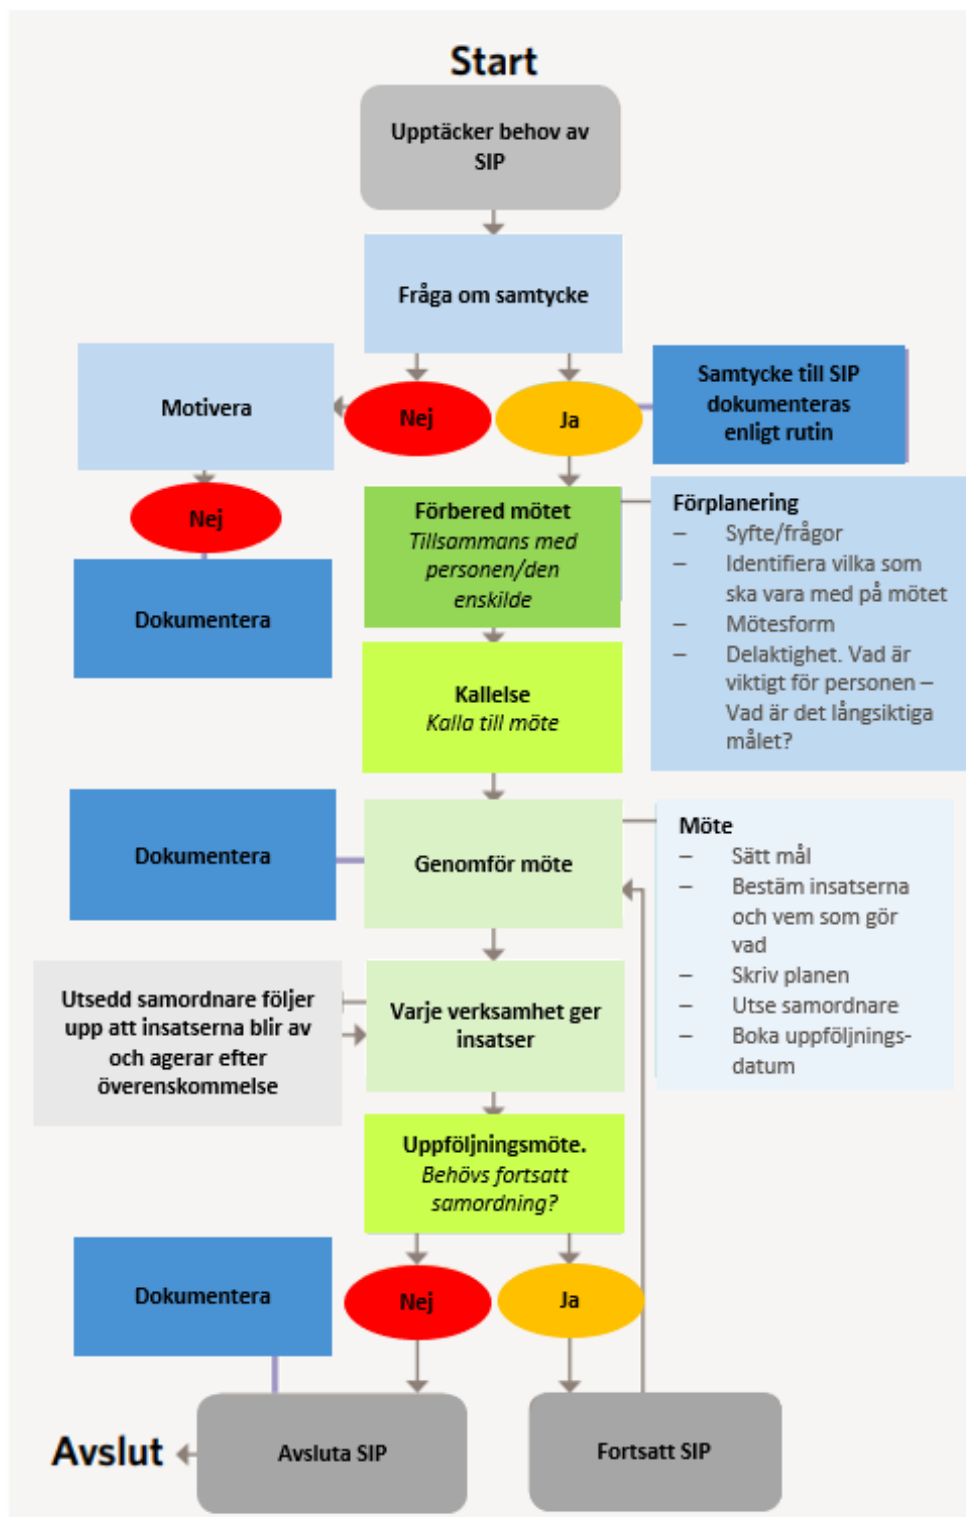 Start
Upptäcker behov av
SIP
Fråga om samtycke
Motivera
Nej
Ja
Samtycke till SIP
dokumenteras
enligt rutin
Nej
Dokumentera
Förbered mötet
Tillsammans med
personen/den
enskilde
Förplanering
– Syfte/frågor
– Identifiera vilka som
ska vara med på mötet
– Mötesform
– Delaktighet. Vad är
viktigt för personen –
Vad är det långsiktiga
målet?
Kallelse
Kalla till möte
Dokumentera
Genomför möte
Möte
– Sätt mål
– Bestäm insatserna
och vem som gör
vad
– Skriv planen
– Utse samordnare
– Boka uppföljnings-
datum
Utsedd samordnare följer
upp att insatserna blir av
och agerar efter
överenskommelse
Varje verksamhet ger
insatser
Uppföljningsmöte.
Behövs fortsatt
samordning?
Dokumentera
Nej
Ja
Avslut
Avsluta SIP
Fortsatt SIP